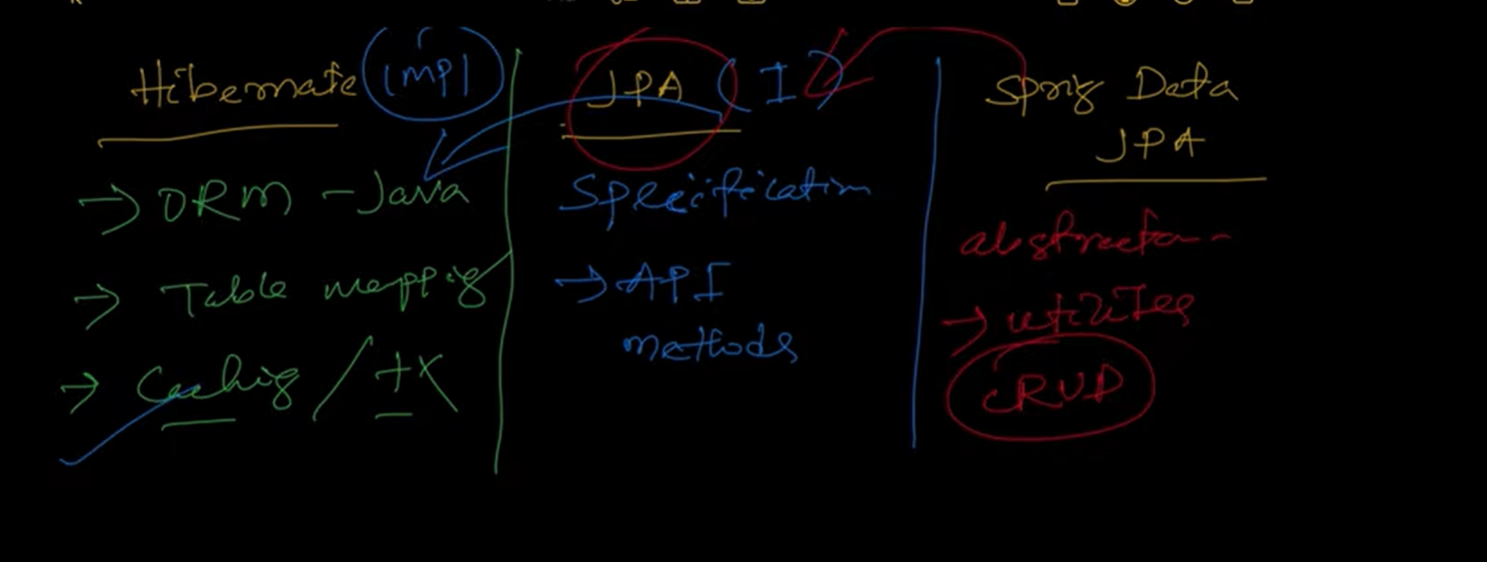 Hibernate (impl
→ ORM - Java
→ Table mapping
→ Caching / tx
JPA (I)
Specification
→ API
methods
Spring Data
JPA
abstraction
→ utilities
CRUD